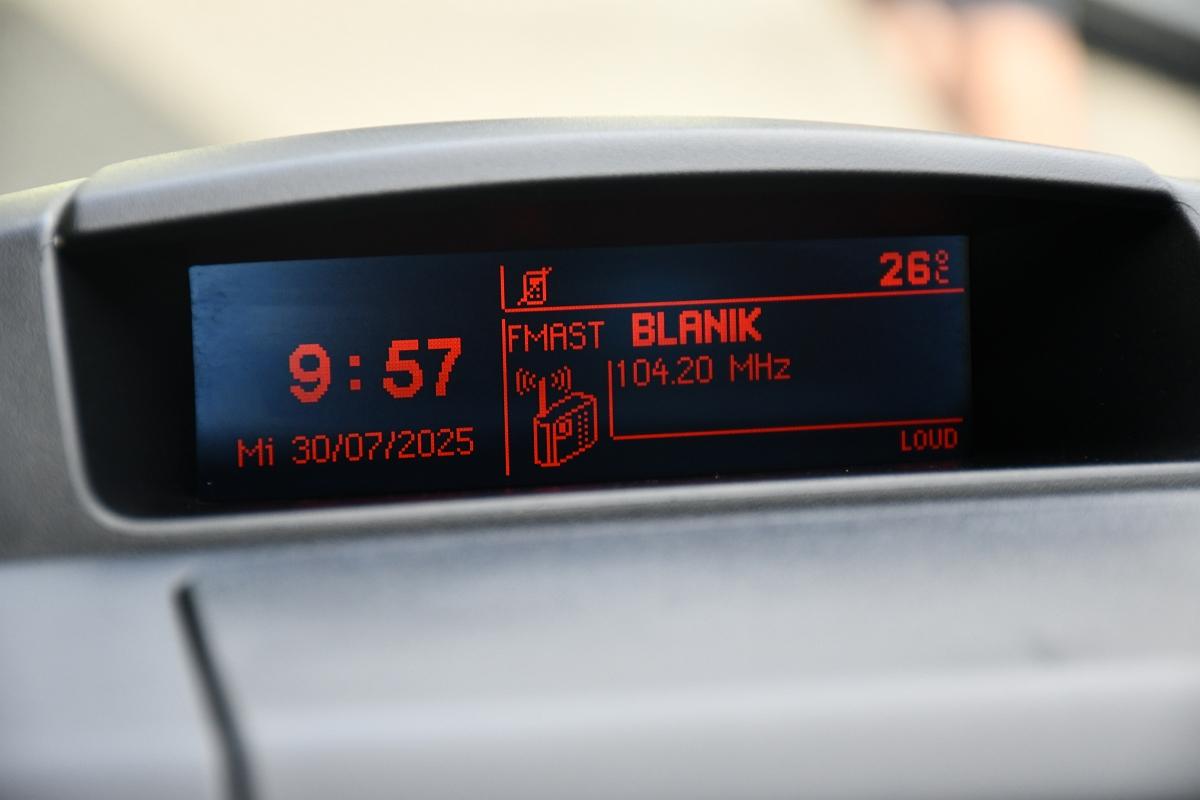 26°C
FMAST BLANIK
9:57
104.20 MHz
Mi 30/07/2025
LOUD